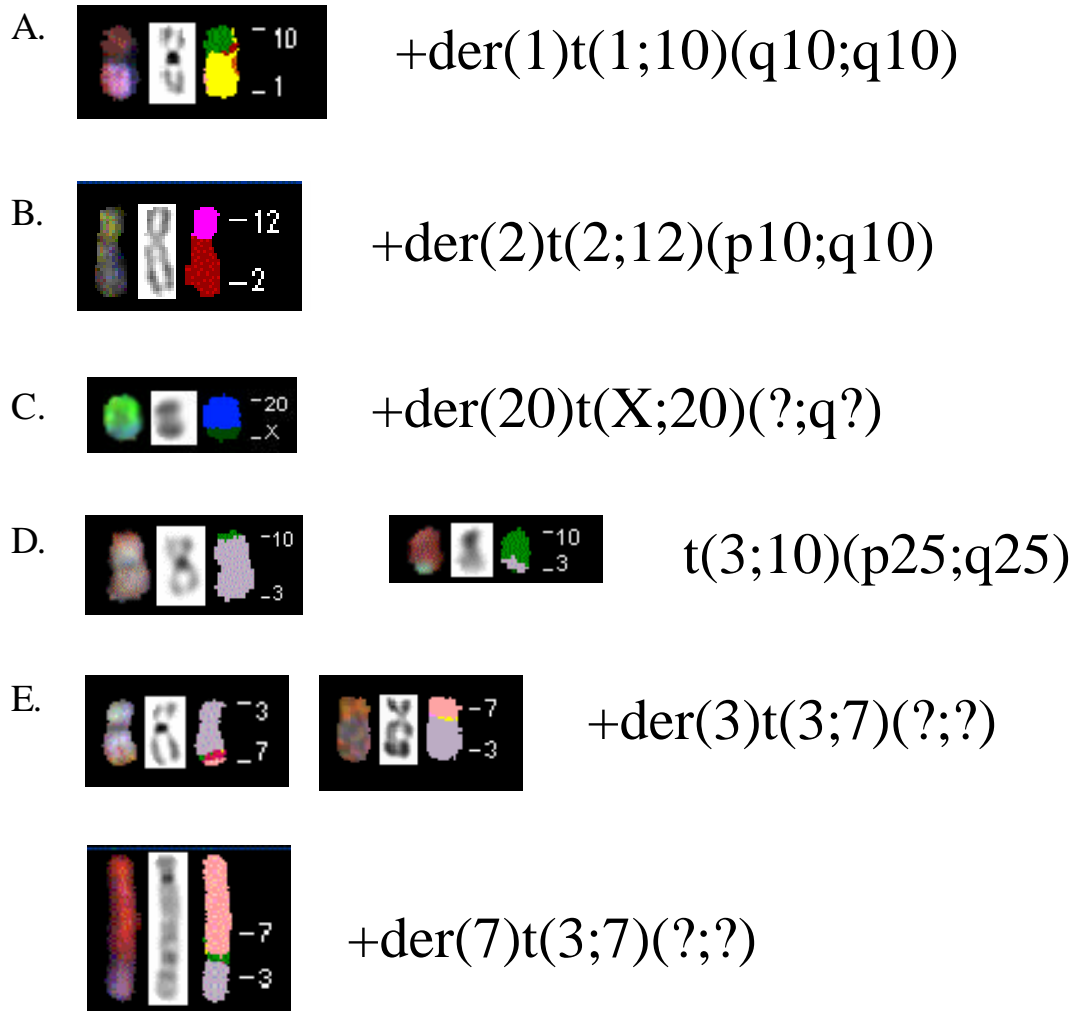 A.
10
1
+der(1)t(1;10)(q10;q10)
B.
12
2
+der(2)t(2;12)(p10;q10)
C.
20
X
+der(20)t(X;20)(?;q?)
D.
10
3
10
3
t(3;10)(p25;q25)
E.
3
7
7
3
+der(3)t(3;7)(?;?)
7
3
+der(7)t(3;7)(?;?)